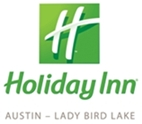 H
Holiday Inn
AUSTIN – LADY BIRD LAKE